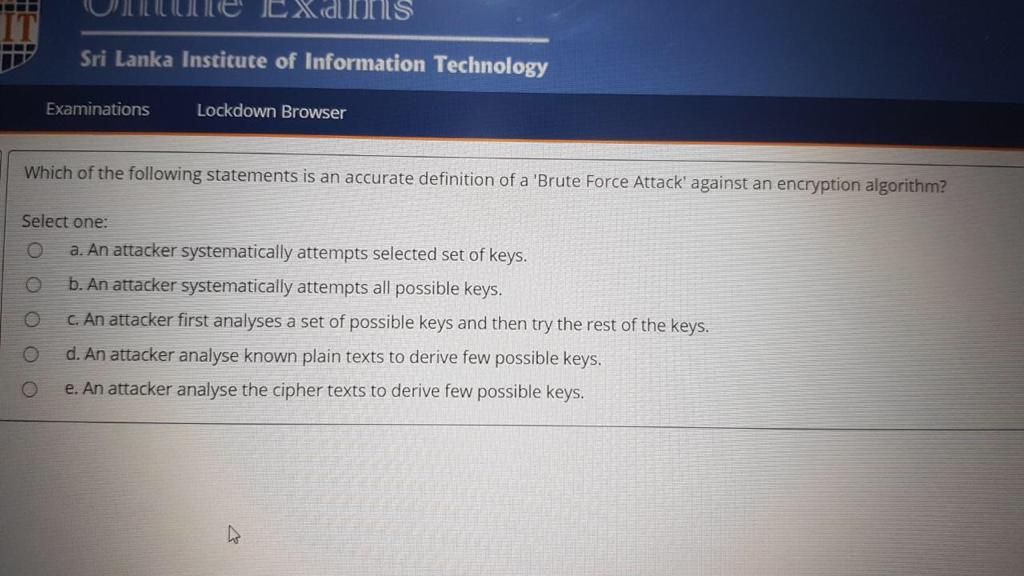 IT
Online Exams
Sri Lanka Institute of Information Technology
Examinations Lockdown Browser
Which of the following statements is an accurate definition of a 'Brute Force Attack' against an encryption algorithm?
Select one:
a. An attacker systematically attempts selected set of keys.
b. An attacker systematically attempts all possible keys.
c. An attacker first analyses a set of possible keys and then try the rest of the keys.
d. An attacker analyse known plain texts to derive few possible keys.
e. An attacker analyse the cipher texts to derive few possible keys.